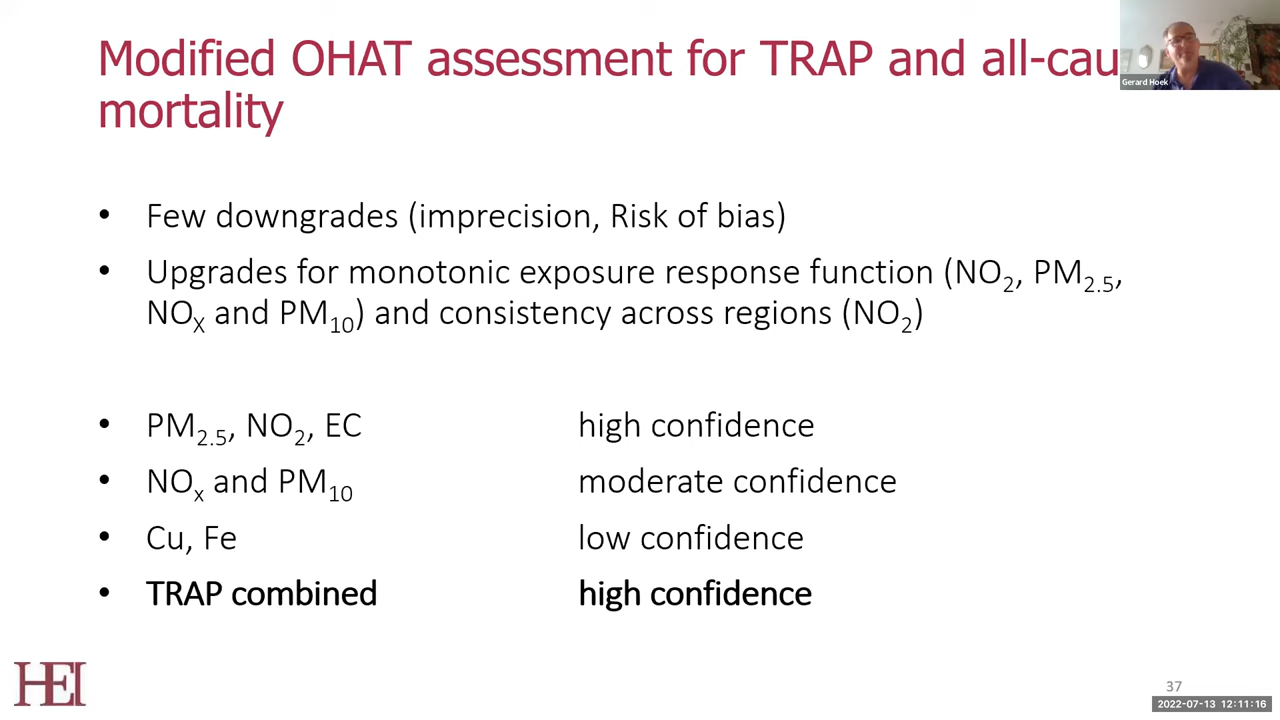 Modified OHAT assessment for TRAP and all-cau
mortality
Gerard Hoek
• Few downgrades (imprecision, Risk of bias)
• Upgrades for monotonic exposure response function (NO₂, PM₂.₅,
NOX and PM₁₀) and consistency across regions (NO₂)
• PM₂.₅, NO₂, EC high confidence
• NOₓ and PM₁₀ moderate confidence
• Cu, Fe low confidence
• TRAP combined high confidence
HEI
37
2022-07-13 12:11:16